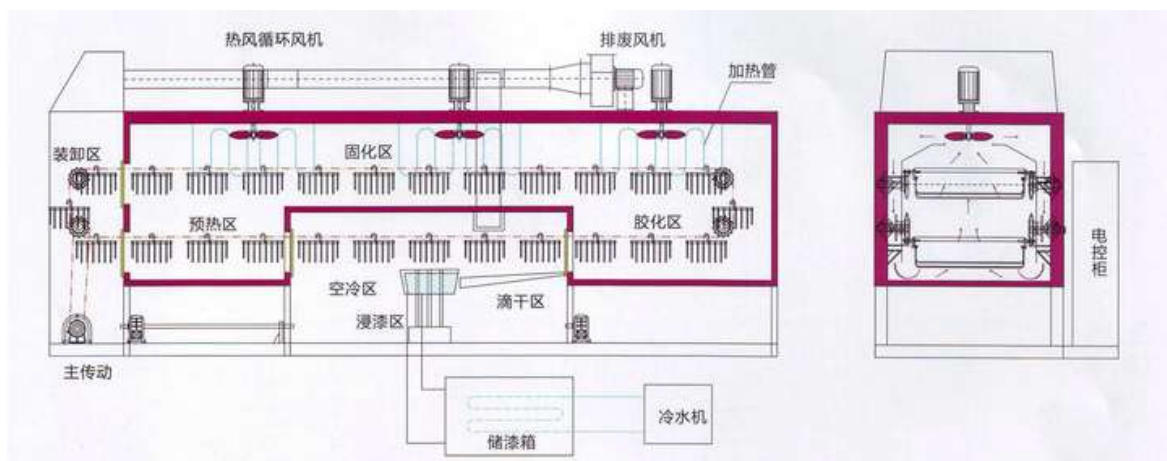 热风循环风机
排废风机
加热管
装卸区
固化区
预热区
胶化区
电控柜
空冷区
滴干区
浸漆区
主传动
冷水机
储漆箱